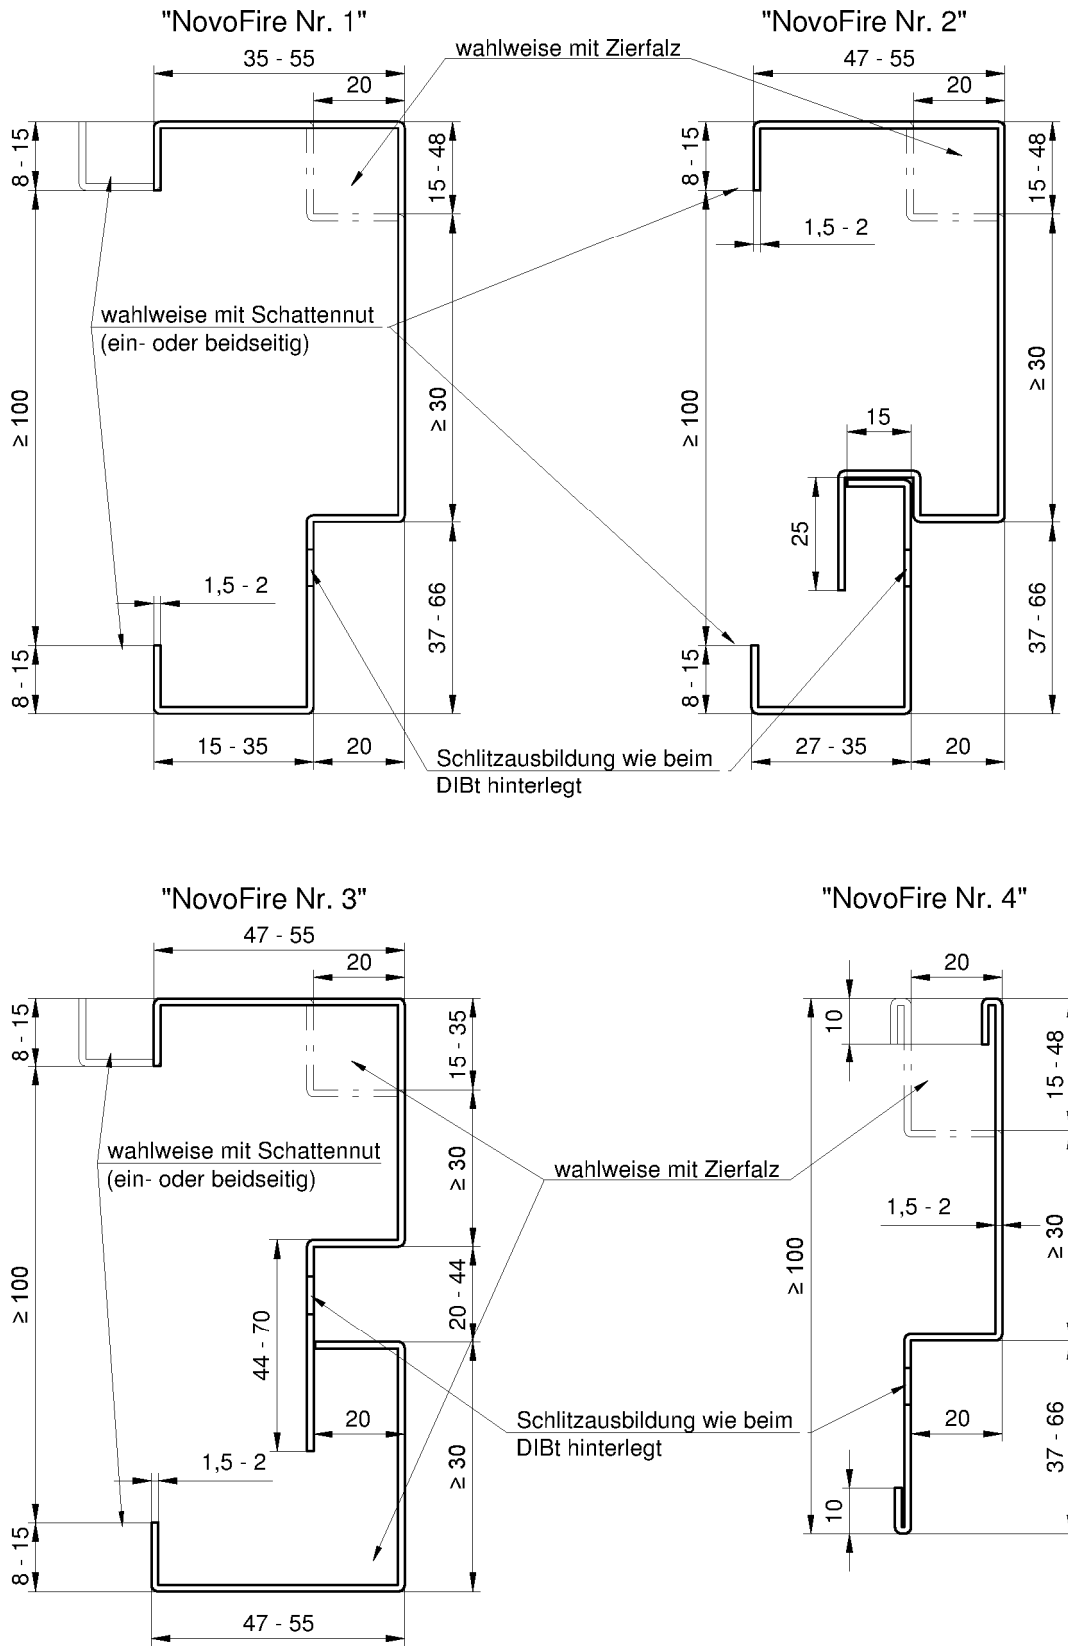 "NovoFire Nr. 1"
"NovoFire Nr. 2"
35 - 55
wahlweise mit Zierfalz
47 - 55
20
20
8 - 15
15 - 48
8 - 15
15 - 48
1,5 - 2
wahlweise mit Schattennut
(ein- oder beidseitig)
≥ 100
≥ 30
≥ 100
≥ 30
15
25
1,5 - 2
37 - 66
37 - 66
8 - 15
8 - 15
15 - 35
20
Schlitzausbildung wie beim
DIBt hinterlegt
27 - 35
20
"NovoFire Nr. 3"
"NovoFire Nr. 4"
47 - 55
20
20
8 - 15
15 - 35
10
15 - 48
wahlweise mit Schattennut
(ein- oder beidseitig)
≥ 30
wahlweise mit Zierfalz
1,5 - 2
≥ 30
≥ 100
≥ 100
20 - 44
44 - 70
20
Schlitzausbildung wie beim
DIBt hinterlegt
20
37 - 66
1,5 - 2
≥ 30
10
8 - 15
47 - 55